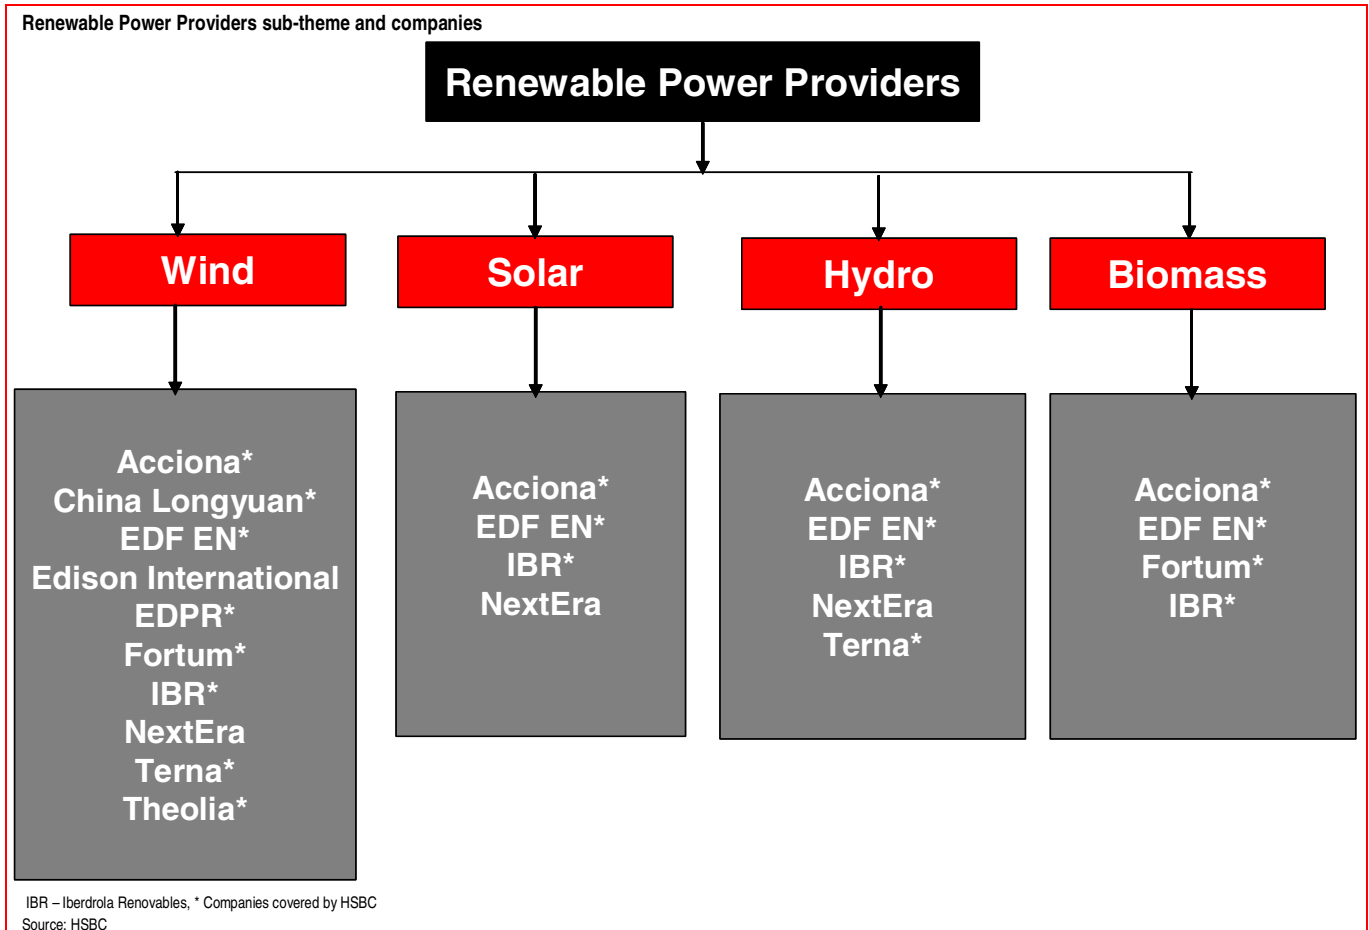 Renewable Power Providers sub-theme and companies
Renewable Power Providers
Wind
Solar
Hydro
Biomass
Acciona*
China Longyuan*
EDF EN*
Edison International
EDPR*
Fortum*
IBR*
NextEra
Terna*
Theolia*
Acciona*
EDF EN*
IBR*
NextEra
Acciona*
EDF EN*
IBR*
NextEra
Terna*
Acciona*
EDF EN*
Fortum*
IBR*
IBR – Iberdrola Renovables, * Companies covered by HSBC
Source: HSBC